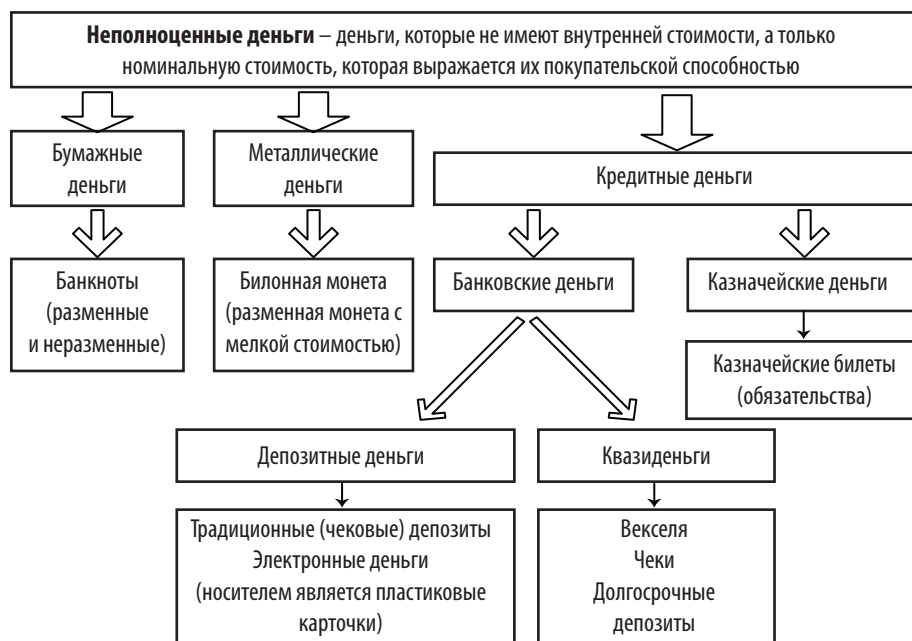 Неполноценные деньги – деньги, которые не имеют внутренней стоимости, а только
номинальную стоимость, которая выражается их покупательской способностью
Бумажные
деньги
Металлические
деньги
Кредитные деньги
Банкноты
(разменные
и неразменные)
Билонная монета
(разменная монета с
мелкой стоимостью)
Банковские деньги
Казначейские деньги
Казначейские билеты
(обязательства)
Депозитные деньги
Квазиденьги
Традиционные (чековые) депозиты
Электронные деньги
(носителем является пластиковые
карточки)
Векселя
Чеки
Долгосрочные
депозиты